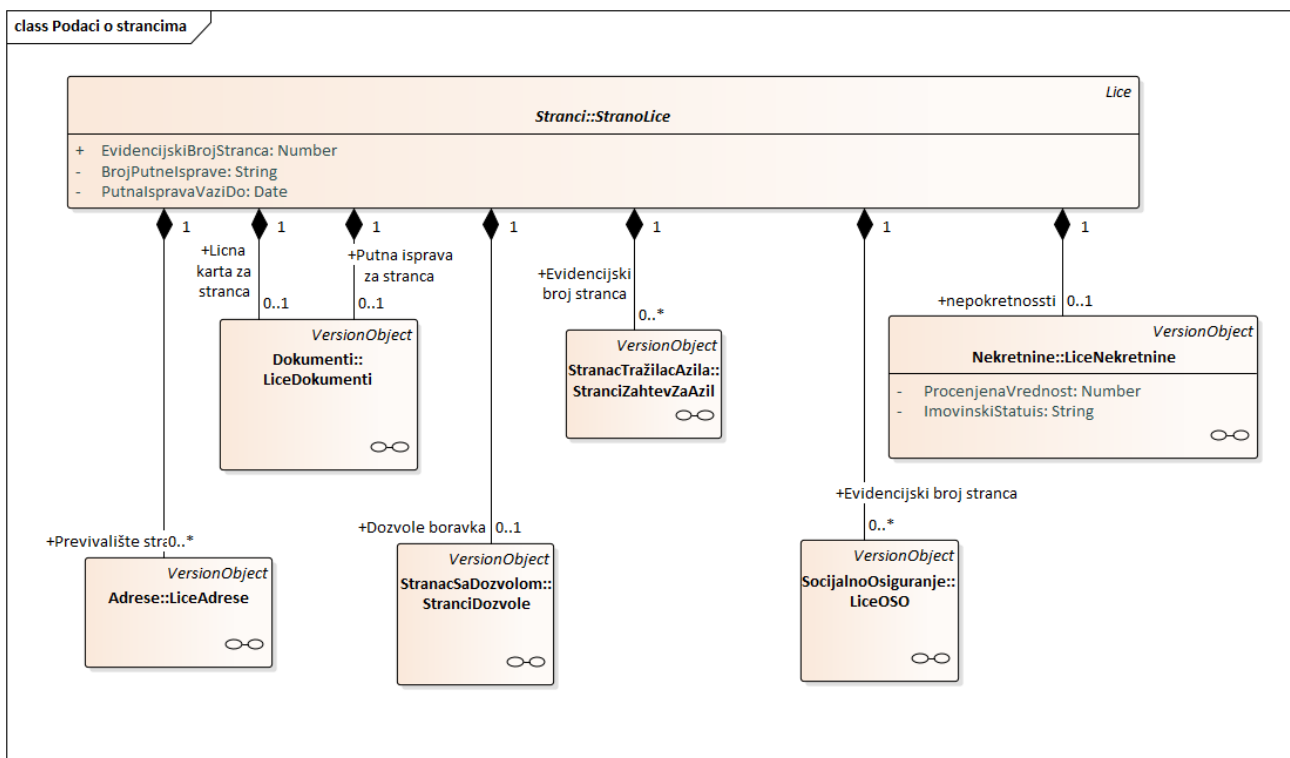 class Podaci o strancima
Lice
Stranci::StranoLice
+ EvidencijskiBrojStranca: Number
- BrojPutneIsprave: String
- PutnaIspravaVaziDo: Date
1
1
1
1
1
1
1
+Licna
karta za
stranca
0..1
+Putna isprava
za stranca
0..1
+Evidencijski
broj stranca
0..*
+nepokretnossti
0..1
VersionObject
Dokumenti::
LiceDokumenti
VersionObject
StranacTražilacAzila::
StranciZahtevZaAzil
VersionObject
Nekretnine::LiceNekretnine
- ProcenjenaVrednost: Number
- ImovinskiStatuis: String
+Evidencijski broj stranca
0..*
+Previvalište
0..*
+Dozvole boravka
0..1
VersionObject
Adrese::LiceAdrese
VersionObject
StranacSaDozvolom::
StranciDozvole
VersionObject
SocijalnoOsiguranje::
LiceOSO